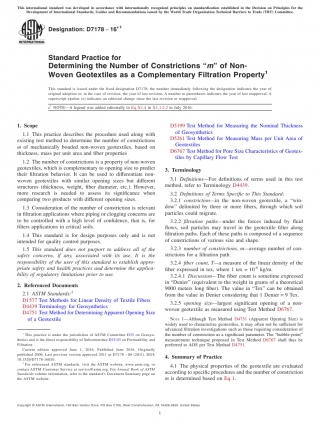 This international standard was developed in accordance with internationally recognized principles on standardization established in the Decision on Principles for the
Development of International Standards, Guides and Recommendations issued by the World Trade Organization Technical Barriers to Trade (TBT) Committee.
Designation: D7178 − 16ε1
Standard Practice for
Determining the Number of Constrictions “m” of Non-
Woven Geotextiles as a Complementary Filtration Property1
This standard is issued under the fixed designation D7178; the number immediately following the designation indicates the year of
original adoption or, in the case of revision, the year of last revision. A number in parentheses indicates the year of last reapproval. A
superscript epsilon (ε) indicates an editorial change since the last revision or reapproval.
ε1 NOTE—A legend was added editorially to Eq X1.4 in X1.12.2 in July 2016.
1. Scope
1.1 This practice describes the procedure used along with
existing test method to determine the number of constrictions
m of mechanically bonded non-woven geotextiles, based on
thickness, mass per unit area and fiber properties
1.2 The number of constrictions is a property of non-woven
geotextiles, which is complementary to opening size to predict
their filtration behavior. It can be used to differentiate non-
woven geotextiles with similar opening sizes but different
structures (thickness, weight, fiber diameter, etc.). However,
more research is needed to assess its significance when
comparing two products with different opening sizes.
1.3 Consideration of the number of constriction is relevant
in filtration applications where piping or clogging concerns are
to be controlled with a high level of confidence, that is, for
filters applications in critical soils.
1.4 This standard is for design purposes only and is not
intended for quality control purposes.
1.5 This standard does not purport to address all of the
safety concerns, if any, associated with its use. It is the
responsibility of the user of this standard to establish appro-
priate safety and health practices and determine the applica-
bility of regulatory limitations prior to use.
2. Referenced Documents
2.1 ASTM Standards:2
D1577 Test Methods for Linear Density of Textile Fibers
D4439 Terminology for Geosynthetics
D4751 Test Method for Determining Apparent Opening Size
of a Geotextile
1 This practice is under the jurisdiction of ASTM Committee D35 on Geosyn-
thetics and is the direct responsibility of Subcommittee D35.03 on Permeability and
Filtration.
Current edition approved June 1, 2016. Published June 2016. Originally
published 2006. Last previous edition approved 2011 as D7178 – 06 (2011). DOI:
10.1520/D7178-16E01.
2 For referenced ASTM standards, visit the ASTM website, www.astm.org, or
contact ASTM Customer Service at service@astm.org. For Annual Book of ASTM
Standards volume information, refer to the standard’s Document Summary page on
the ASTM website.
D5199 Test Method for Measuring the Nominal Thickness
of Geosynthetics
D5261 Test Method for Measuring Mass per Unit Area of
Geotextiles
D6767 Test Method for Pore Size Characteristics of Geotex-
tiles by Capillary Flow Test
3. Terminology
3.1 Definitions—For definitions of terms used in this test
method, refer to Terminology D4439.
3.2 Definitions of Terms Specific to This Standard:
3.2.1 constriction—in the non-woven geotextile, a “win-
dow” delimited by three or more fibers, through which soil
particles could migrate.
3.2.2 filtration paths—under the forces induced by fluid
flows, soil particles may travel in the geotextile filter along
filtration paths. Each of these paths is composed of a sequence
of constrictions of various size and shape.
3.2.3 number of constrictions, m—average number of con-
strictions for a filtration path.
3.2.4 fiber count, T—a measure of the linear density of the
fiber expressed in tex, where 1 tex = 10-6 kg/m.
3.2.4.1 Discussion—The fiber count is sometime expressed
in “Denier” (equivalent to the weight in grams of a theoretical
9000 meters long fiber). The value in “Tex” can be obtained
from the value in Denier considering that 1 Denier = 9 Tex.
3.2.5 opening size—largest significant opening of a non-
woven geotextile as measured using Test Method D6767.
NOTE 1—Although Test Method D4751 (Apparent Opening Size) is
widely used to characterize geotextiles, it may often not be sufficient for
advanced filtration investigations such as those requiring consideration of
the number of constriction as a significant parameter. The “bubble-point”
measurement technique proposed in Test Method D6767 shall thus be
preferred to AOS per Test Method D4751.
4. Summary of Practice
4.1 The physical properties of the geotextile are evaluated
according to specific procedures and the number of constriction
m is determined based on Eq 1.
Copyright © ASTM International, 100 Barr Harbor Drive, PO Box C700, West Conshohocken, PA 19428-2959. United States
1